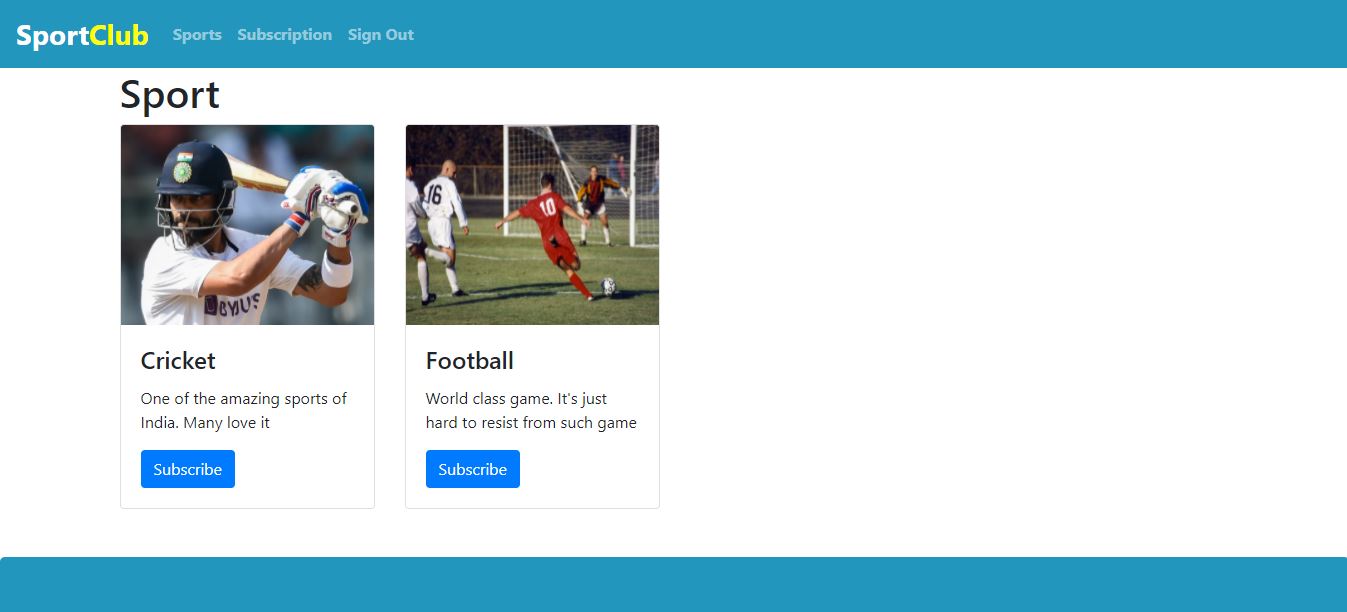 SportClub Sports Subscription Sign Out
Sport
16
10
BYJU'S
Cricket
Football
One of the amazing sports of
India. Many love it
World class game. It's just
hard to resist from such game
Subscribe
Subscribe